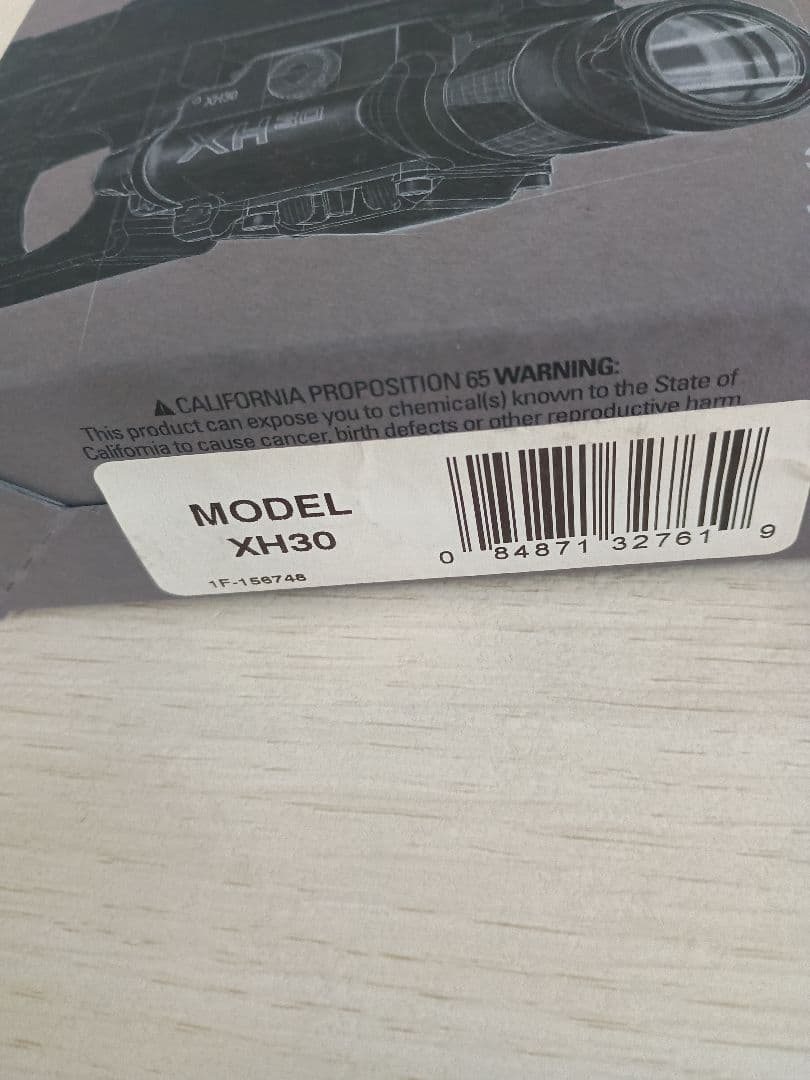 XH30
XH30
⚠ CALIFORNIA PROPOSITION 65 WARNING:
This product can expose you to chemical(s) known to the State of
California to cause cancer, birth defects or other reproductive harm
MODEL
XH30
1F-156748
0 84871 32761 9